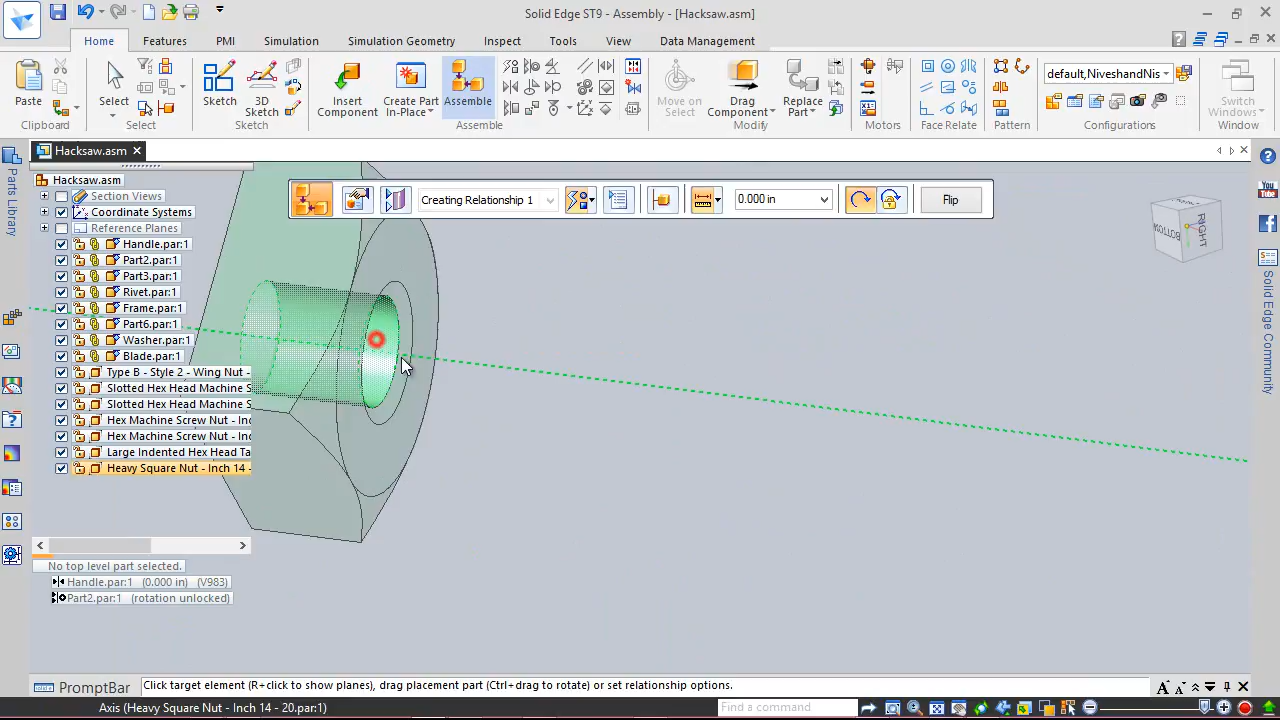 Solid Edge ST9 - Assembly - [Hacksaw.asm]
Home Features PMI Simulation Simulation Geometry Inspect Tools View Data Management
Paste
Clipboard
Select
Select
Sketch
3D Sketch
Sketch
Insert Component
Create Part In-Place
Assemble
Assemble
Move on Select
Drag Component
Replace Part
Modify
Motors
Face Relate
Pattern
default,NiveshandNis
Configurations
Switch Windows
Window
Hacksaw.asm
Parts Library
Hacksaw.asm
Section Views
Coordinate Systems
Reference Planes
Handle.par:1
Part2.par:1
Part3.par:1
Rivet.par:1
Frame.par:1
Part6.par:1
Washer.par:1
Blade.par:1
Type B - Style 2 - Wing Nut -
Slotted Hex Head Machine S
Slotted Hex Head Machine S
Hex Machine Screw Nut - Inc
Hex Machine Screw Nut - Inc
Large Indented Hex Head Ta
Heavy Square Nut - Inch 14 -
Creating Relationship 1
0.000 in
Flip
BOTTOM
RIGHT
You Tube
Solid Edge Community
No top level part selected.
Handle.par:1 (0.000 in) (V983)
Part2.par:1 (rotation unlocked)
PromptBar
Click target element (R+click to show planes), drag placement part (Ctrl+drag to rotate) or set relationship options.
Axis (Heavy Square Nut - Inch 14 - 20.par:1)
Find a command